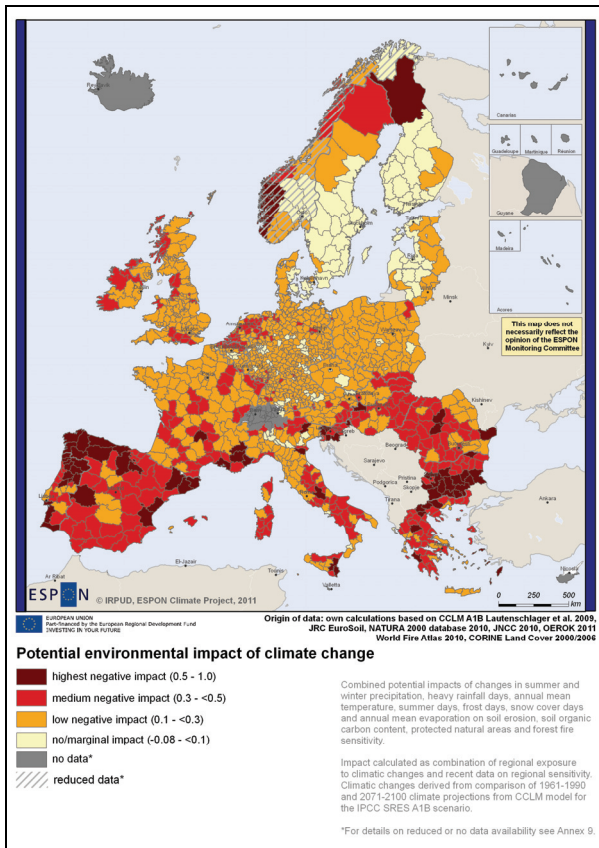 Reykjavik
Canarias
Guadeloupe
Martinique
Réunion
Guyane
Madeira
Acores
This map does not
necessarily reflect the
opinion of the ESPON
Monitoring Committee
Minsk
Kiev
Kishinev
Beograd
Sarajevo
Podgorica
Pristina
Skopje
Tirana
Ankara
Nicosia
El-Jazair
Tounis
Ar Ribat
Valletta
ESPON
© IRPUD, ESPON Climate Project, 2011
0 250 500
km
EUROPEAN UNION
Part-financed by the European Regional Development Fund
INVESTING IN YOUR FUTURE
Origin of data: own calculations based on CCLM A1B Lautenschlager et al. 2009,
JRC EuroSoil, NATURA 2000 database 2010, JNCC 2010, OEROK 2011
World Fire Atlas 2010, CORINE Land Cover 2000/2006
Potential environmental impact of climate change
highest negative impact (0.5 - 1.0)
medium negative impact (0.3 - <0.5)
low negative impact (0.1 - <0.3)
no/marginal impact (-0.08 - <0.1)
no data*
reduced data*
Combined potential impacts of changes in summer and
winter precipitation, heavy rainfall days, annual mean
temperature, summer days, frost days, snow cover days
and annual mean evaporation on soil erosion, soil organic
carbon content, protected natural areas and forest fire
sensitivity.
Impact calculated as combination of regional exposure
to climatic changes and recent data on regional sensitivity.
Climatic changes derived from comparison of 1961-1990
and 2071-2100 climate projections from CCLM model for
the IPCC SRES A1B scenario.
*For details on reduced or no data availability see Annex 9.